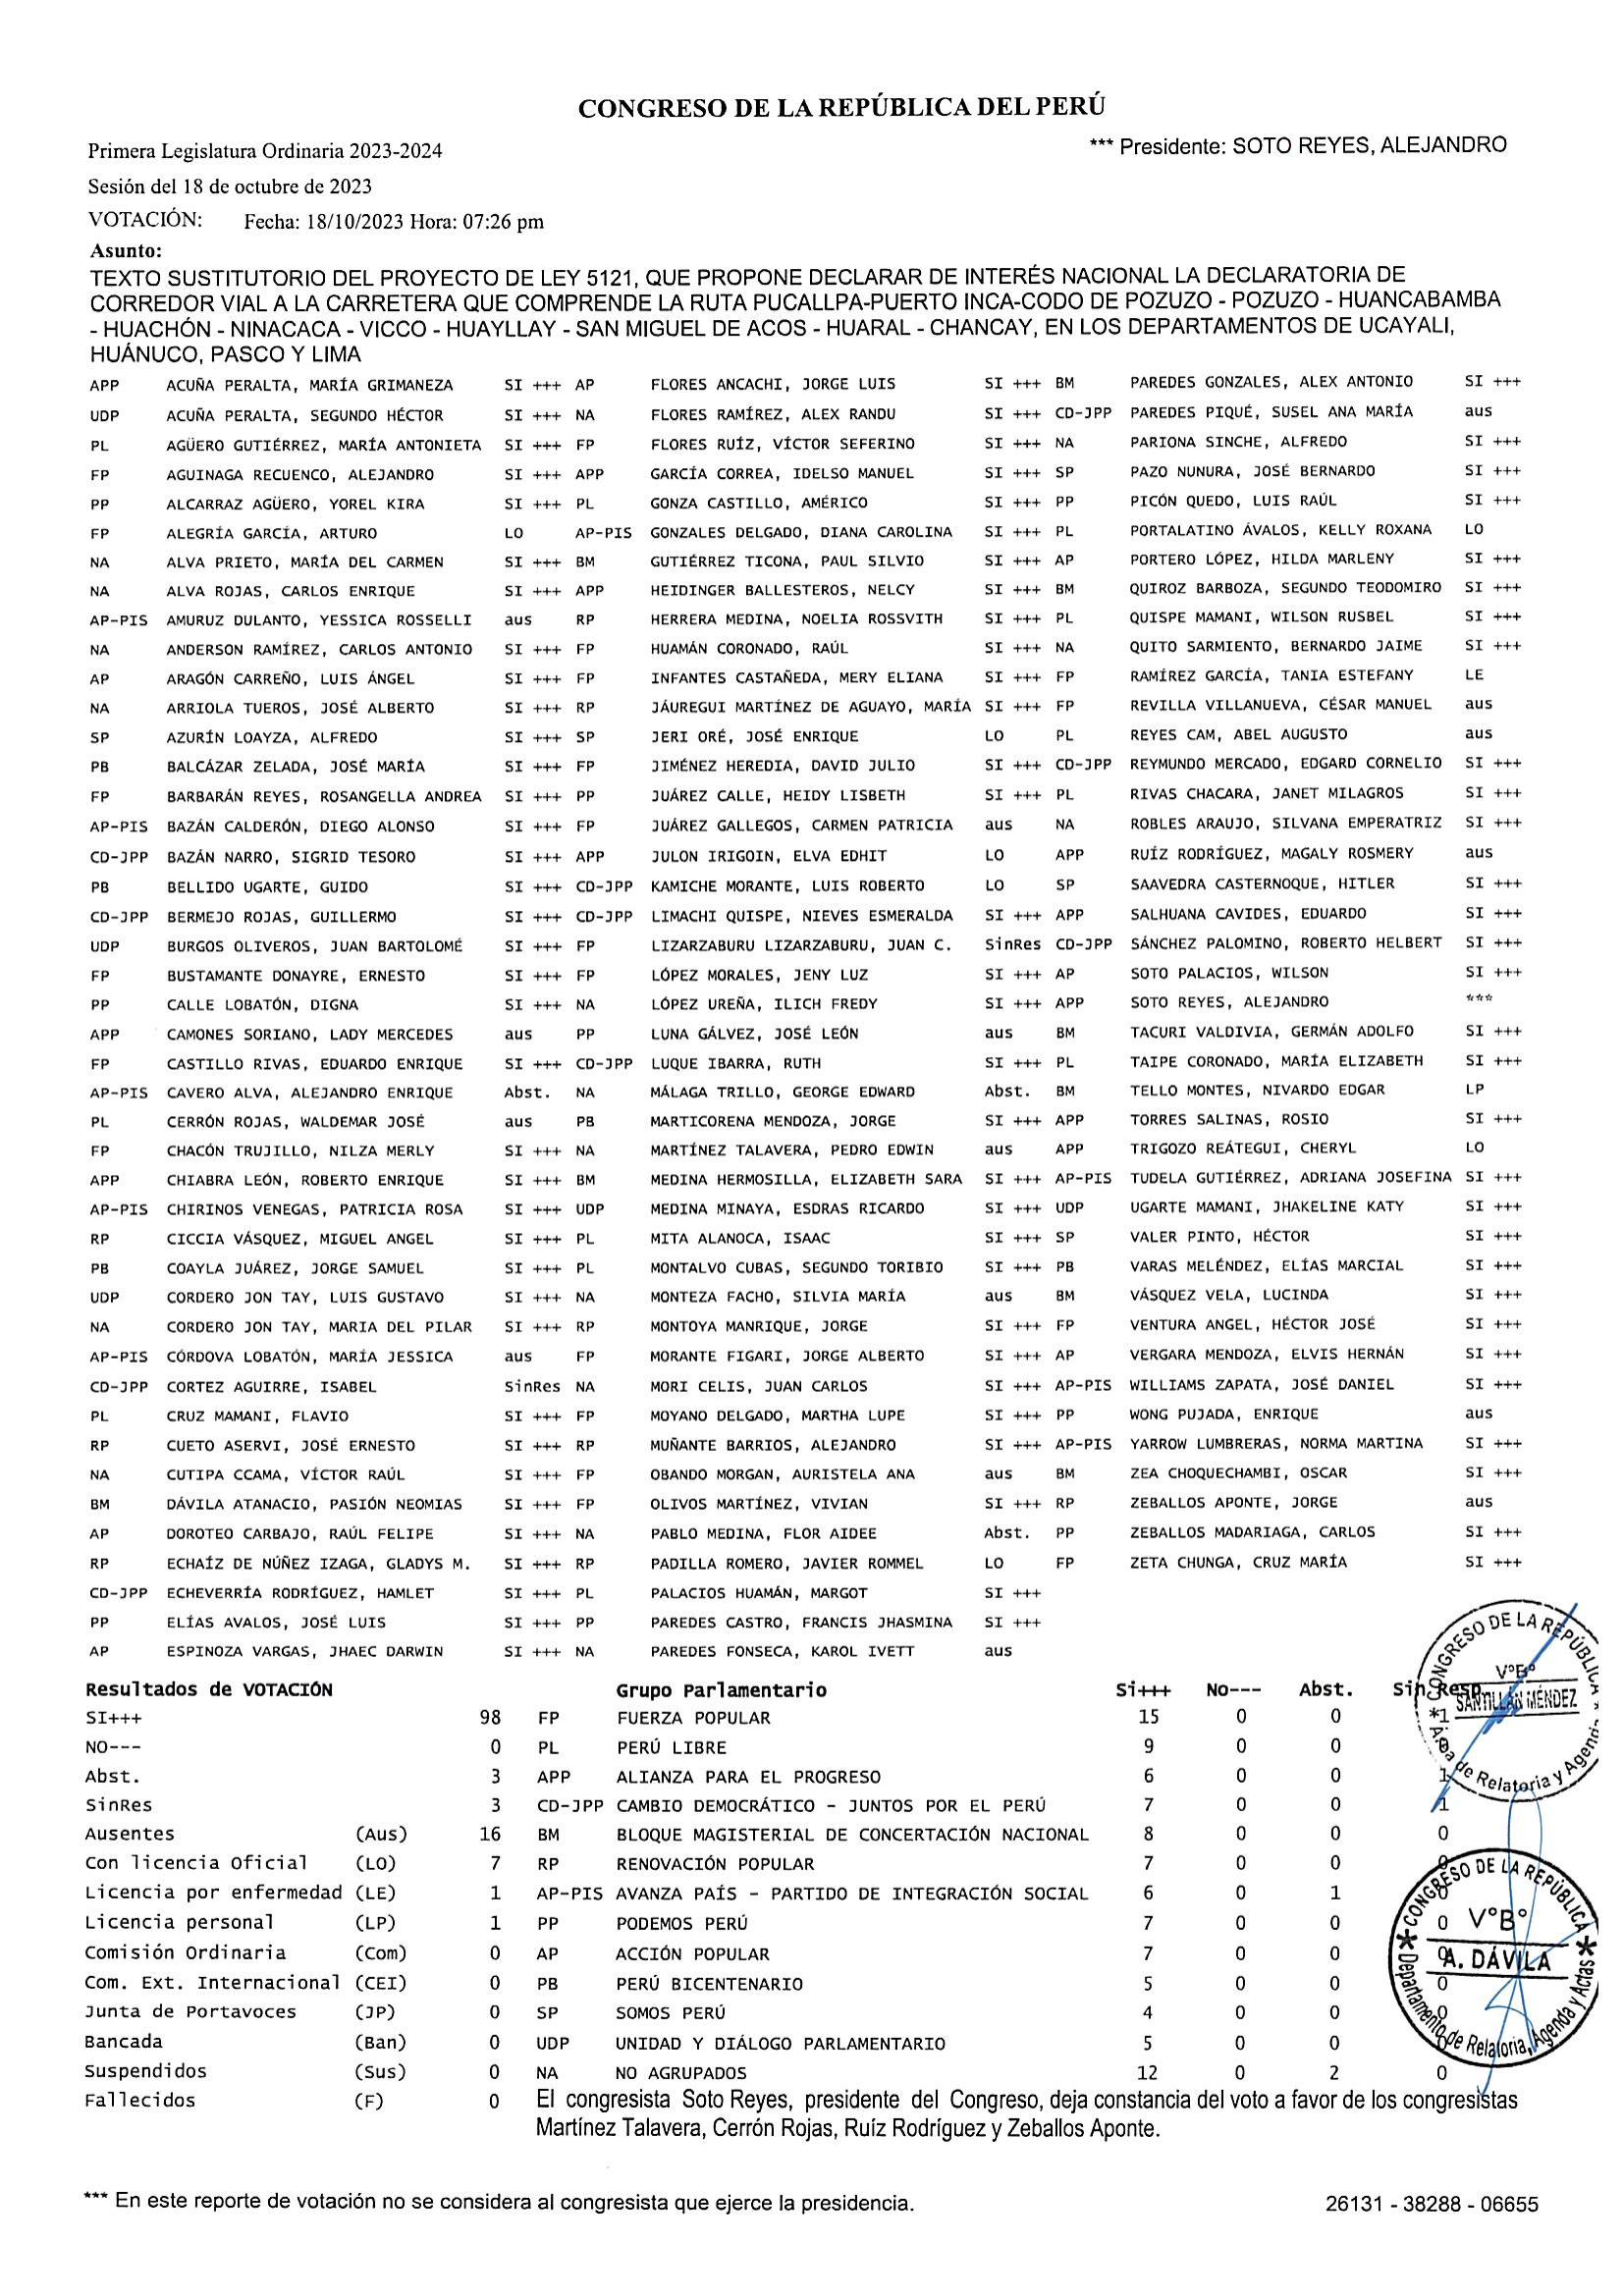 CONGRESO DE LA REPÚBLICA DEL PERÚ
Primera Legislatura Ordinaria 2023-2024
*** Presidente: SOTO REYES, ALEJANDRO
Sesión del 18 de octubre de 2023
VOTACIÓN: Fecha: 18/10/2023 Hora: 07:26 pm
Asunto:
TEXTO SUSTITUTORIO DEL PROYECTO DE LEY 5121, QUE PROPONE DECLARAR DE INTERÉS NACIONAL LA DECLARATORIA DE
CORREDOR VIAL A LA CARRETERA QUE COMPRENDE LA RUTA PUCALLPA-PUERTO INCA-CODO DE POZUZO - POZUZO - HUANCABAMBA
- HUACHÓN - NINACACA - VICCO - HUAYLLAY - SAN MIGUEL DE ACOS - HUARAL - CHANCAY, EN LOS DEPARTAMENTOS DE UCAYALI,
HUÁNUCO, PASCO Y LIMA
APP ACUÑA PERALTA, MARÍA GRIMANEZA SI +++ AP FLORES ANCACHI, JORGE LUIS SI +++ BM PAREDES GONZALES, ALEX ANTONIO SI +++
UDP ACUÑA PERALTA, SEGUNDO HÉCTOR SI +++ NA FLORES RAMÍREZ, ALEX RANDU SI +++ CD-JPP PAREDES PIQUÉ, SUSEL ANA MARÍA aus
PL AGÜERO GUTIÉRREZ, MARÍA ANTONIETA SI +++ FP FLORES RUÍZ, VÍCTOR SEFERINO SI +++ NA PARIONA SINCHE, ALFREDO SI +++
FP AGUINAGA RECUENCO, ALEJANDRO SI +++ APP GARCÍA CORREA, IDELSO MANUEL SI +++ SP PAZO NUNURA, JOSÉ BERNARDO SI +++
PP ALCARRAZ AGÜERO, YOREL KIRA SI +++ PL GONZA CASTILLO, AMÉRICO SI +++ PP PICÓN QUEDO, LUIS RAÚL SI +++
FP ALEGRÍA GARCÍA, ARTURO LO AP-PIS GONZALES DELGADO, DIANA CAROLINA SI +++ PL PORTALATINO ÁVALOS, KELLY ROXANA LO
NA ALVA PRIETO, MARÍA DEL CARMEN SI +++ BM GUTIÉRREZ TICONA, PAUL SILVIO SI +++ AP PORTERO LÓPEZ, HILDA MARLENY SI +++
NA ALVA ROJAS, CARLOS ENRIQUE SI +++ APP HEIDINGER BALLESTEROS, NELCY SI +++ BM QUIROZ BARBOZA, SEGUNDO TEODOMIRO SI +++
AP-PIS AMURUZ DULANTO, YESSICA ROSSELLI aus RP HERRERA MEDINA, NOELIA ROSSVITH SI +++ PL QUISPE MAMANI, WILSON RUSBEL SI +++
NA ANDERSON RAMÍREZ, CARLOS ANTONIO SI +++ FP HUAMÁN CORONADO, RAÚL SI +++ NA QUITO SARMIENTO, BERNARDO JAIME SI +++
AP ARAGÓN CARREÑO, LUIS ÁNGEL SI +++ FP INFANTES CASTAÑEDA, MERY ELIANA SI +++ FP RAMÍREZ GARCÍA, TANIA ESTEFANY LE
NA ARRIOLA TUEROS, JOSÉ ALBERTO SI +++ RP JÁUREGUI MARTÍNEZ DE AGUAYO, MARÍA SI +++ FP REVILLA VILLANUEVA, CÉSAR MANUEL aus
SP AZURÍN LOAYZA, ALFREDO SI +++ SP JERI ORÉ, JOSÉ ENRIQUE LO PL REYES CAM, ABEL AUGUSTO aus
PB BALCÁZAR ZELADA, JOSÉ MARÍA SI +++ FP JIMÉNEZ HEREDIA, DAVID JULIO SI +++ CD-JPP REYMUNDO MERCADO, EDGARD CORNELIO SI +++
FP BARBARÁN REYES, ROSANGELLA ANDREA SI +++ PP JUÁREZ CALLE, HEIDY LISBETH SI +++ PL RIVAS CHACARA, JANET MILAGROS SI +++
AP-PIS BAZÁN CALDERÓN, DIEGO ALONSO SI +++ FP JUÁREZ GALLEGOS, CARMEN PATRICIA aus NA ROBLES ARAUJO, SILVANA EMPERATRIZ SI +++
CD-JPP BAZÁN NARRO, SIGRID TESORO SI +++ APP JULON IRIGOIN, ELVA EDHIT LO APP RUÍZ RODRÍGUEZ, MAGALY ROSMERY aus
PB BELLIDO UGARTE, GUIDO SI +++ CD-JPP KAMICHE MORANTE, LUIS ROBERTO LO SP SAAVEDRA CASTERNOQUE, HITLER SI +++
CD-JPP BERMEJO ROJAS, GUILLERMO SI +++ CD-JPP LIMACHI QUISPE, NIEVES ESMERALDA SI +++ APP SALHUANA CAVIDES, EDUARDO SI +++
UDP BURGOS OLIVEROS, JUAN BARTOLOMÉ SI +++ FP LIZARZABURU LIZARZABURU, JUAN C. SinRes CD-JPP SÁNCHEZ PALOMINO, ROBERTO HELBERT SI +++
FP BUSTAMANTE DONAYRE, ERNESTO SI +++ FP LÓPEZ MORALES, JENY LUZ SI +++ AP SOTO PALACIOS, WILSON SI +++
PP CALLE LOBATÓN, DIGNA SI +++ NA LÓPEZ UREÑA, ILICH FREDY SI +++ APP SOTO REYES, ALEJANDRO ***
APP CAMONES SORIANO, LADY MERCEDES aus PP LUNA GÁLVEZ, JOSÉ LEÓN aus BM TACURI VALDIVIA, GERMÁN ADOLFO SI +++
FP CASTILLO RIVAS, EDUARDO ENRIQUE SI +++ CD-JPP LUQUE IBARRA, RUTH SI +++ PL TAIPE CORONADO, MARÍA ELIZABETH SI +++
AP-PIS CAVERO ALVA, ALEJANDRO ENRIQUE Abst. NA MÁLAGA TRILLO, GEORGE EDWARD Abst. BM TELLO MONTES, NIVARDO EDGAR LP
PL CERRÓN ROJAS, WALDEMAR JOSÉ aus PB MARTICORENA MENDOZA, JORGE SI +++ APP TORRES SALINAS, ROSIO SI +++
FP CHACÓN TRUJILLO, NILZA MERLY SI +++ NA MARTÍNEZ TALAVERA, PEDRO EDWIN aus APP TRIGOZO REÁTEGUI, CHERYL LO
APP CHIABRA LEÓN, ROBERTO ENRIQUE SI +++ BM MEDINA HERMOSILLA, ELIZABETH SARA SI +++ AP-PIS TUDELA GUTIÉRREZ, ADRIANA JOSEFINA SI +++
AP-PIS CHIRINOS VENEGAS, PATRICIA ROSA SI +++ UDP MEDINA MINAYA, ESDRAS RICARDO SI +++ UDP UGARTE MAMANI, JHAKELINE KATY SI +++
RP CICCIA VÁSQUEZ, MIGUEL ANGEL SI +++ PL MITA ALANOCA, ISAAC SI +++ SP VALER PINTO, HÉCTOR SI +++
PB COAYLA JUÁREZ, JORGE SAMUEL SI +++ PL MONTALVO CUBAS, SEGUNDO TORIBIO SI +++ PB VARAS MELÉNDEZ, ELÍAS MARCIAL SI +++
UDP CORDERO JON TAY, LUIS GUSTAVO SI +++ NA MONTEZA FACHO, SILVIA MARÍA aus BM VÁSQUEZ VELA, LUCINDA SI +++
NA CORDERO JON TAY, MARIA DEL PILAR SI +++ RP MONTOYA MANRIQUE, JORGE SI +++ FP VENTURA ANGEL, HÉCTOR JOSÉ SI +++
AP-PIS CÓRDOVA LOBATÓN, MARÍA JESSICA aus FP MORANTE FIGARI, JORGE ALBERTO SI +++ AP VERGARA MENDOZA, ELVIS HERNÁN SI +++
CD-JPP CORTEZ AGUIRRE, ISABEL SinRes NA MORI CELIS, JUAN CARLOS SI +++ AP-PIS WILLIAMS ZAPATA, JOSÉ DANIEL SI +++
PL CRUZ MAMANI, FLAVIO SI +++ FP MOYANO DELGADO, MARTHA LUPE SI +++ PP WONG PUJADA, ENRIQUE aus
RP CUETO ASERVI, JOSÉ ERNESTO SI +++ RP MUÑANTE BARRIOS, ALEJANDRO SI +++ AP-PIS YARROW LUMBRERAS, NORMA MARTINA SI +++
NA CUTIPA CCAMA, VÍCTOR RAÚL SI +++ FP OBANDO MORGAN, AURISTELA ANA aus BM ZEA CHOQUECHAMBI, OSCAR SI +++
BM DÁVILA ATANACIO, PASIÓN NEOMIAS SI +++ FP OLIVOS MARTÍNEZ, VIVIAN SI +++ RP ZEBALLOS APONTE, JORGE aus
AP DOROTEO CARBAJO, RAÚL FELIPE SI +++ NA PABLO MEDINA, FLOR AIDEE Abst. PP ZEBALLOS MADARIAGA, CARLOS SI +++
RP ECHAÍZ DE NÚÑEZ IZAGA, GLADYS M. SI +++ RP PADILLA ROMERO, JAVIER ROMMEL LO FP ZETA CHUNGA, CRUZ MARÍA SI +++
CD-JPP ECHEVERRÍA RODRÍGUEZ, HAMLET SI +++ PL PALACIOS HUAMÁN, MARGOT SI +++
PP ELÍAS AVALOS, JOSÉ LUIS SI +++ PP PAREDES CASTRO, FRANCIS JHASMINA SI +++
AP ESPINOZA VARGAS, JHAEC DARWIN SI +++ NA PAREDES FONSECA, KAROL IVETT aus
Resultados de VOTACIÓN Grupo Parlamentario Si+++ No--- Abst. Sin Resp.
SI+++ 98 FP FUERZA POPULAR 15 0 0 1
NO--- 0 PL PERÚ LIBRE 9 0 0
Abst. 3 APP ALIANZA PARA EL PROGRESO 6 0 0 1
SinRes 3 CD-JPP CAMBIO DEMOCRÁTICO - JUNTOS POR EL PERÚ 7 0 0 1
Ausentes (Aus) 16 BM BLOQUE MAGISTERIAL DE CONCERTACIÓN NACIONAL 8 0 0 0
Con licencia Oficial (LO) 7 RP RENOVACIÓN POPULAR 7 0 0 0
Licencia por enfermedad (LE) 1 AP-PIS AVANZA PAÍS - PARTIDO DE INTEGRACIÓN SOCIAL 6 0 1 0
Licencia personal (LP) 1 PP PODEMOS PERÚ 7 0 0 0
Comisión Ordinaria (Com) 0 AP ACCIÓN POPULAR 7 0 0 0
Com. Ext. Internacional (CEI) 0 PB PERÚ BICENTENARIO 5 0 0 0
Junta de Portavoces (JP) 0 SP SOMOS PERÚ 4 0 0 0
Bancada (Ban) 0 UDP UNIDAD Y DIÁLOGO PARLAMENTARIO 5 0 0 0
Suspendidos (Sus) 0 NA NO AGRUPADOS 12 0 2 0
Fallecidos (F) 0
El congresista Soto Reyes, presidente del Congreso, deja constancia del voto a favor de los congresistas
Martínez Talavera, Cerrón Rojas, Ruíz Rodríguez y Zeballos Aponte.
CONGRESO DE LA REPÚBLICA
V°B°
SANTILLÁN MÉNDEZ
Área de Relatoria y Agenda
CONGRESO DE LA REPÚBLICA
V°B°
A. DÁVILA
Departamento de Relatoria, Agenda y Actas
*** En este reporte de votación no se considera al congresista que ejerce la presidencia.
26131 - 38288 - 06655